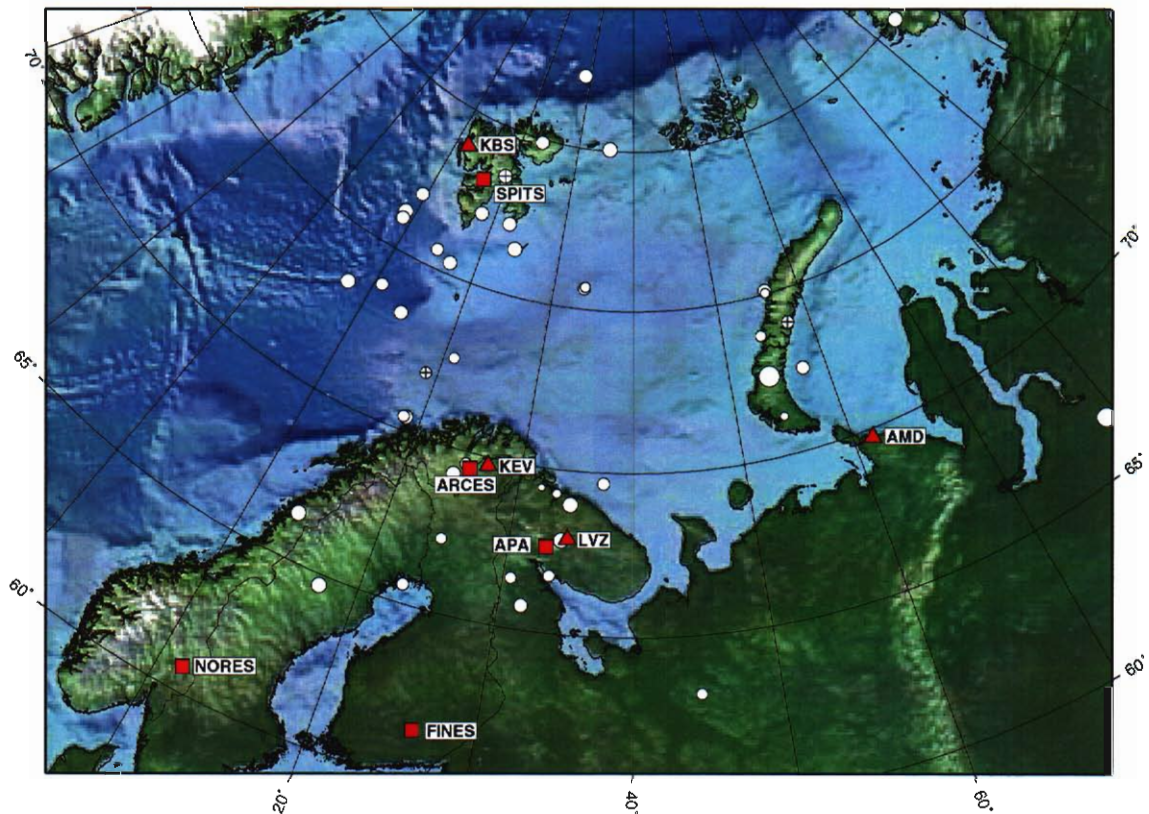 70°
KBS
SPITS
70°
65°
AMD
KEV
ARCES
65°
APA
LVZ
60°
NORES
60°
FINES
20°
40°
60°